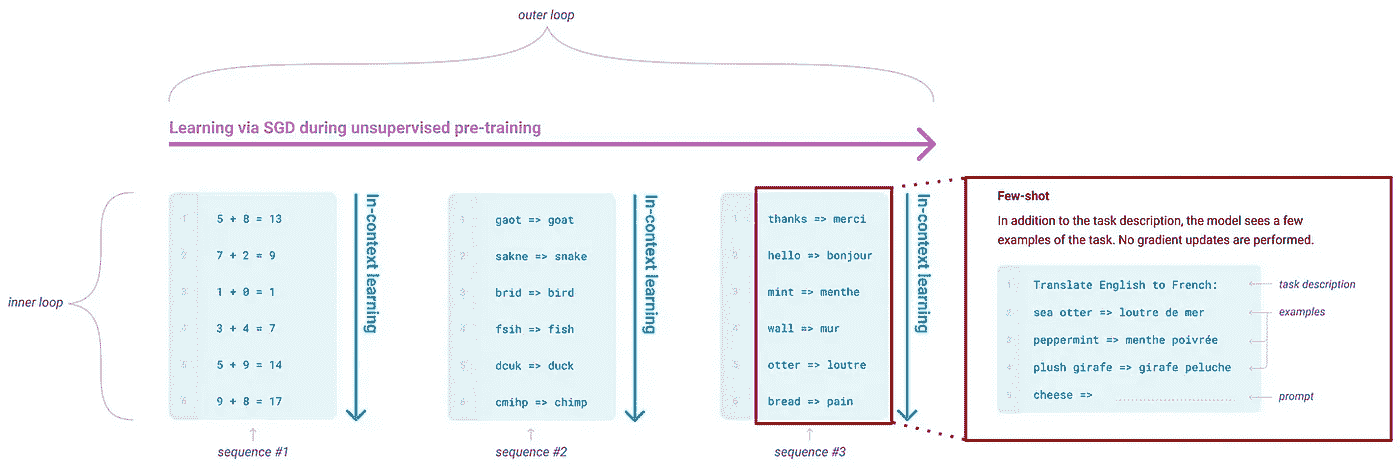 outer loop
Learning via SGD during unsupervised pre-training
inner loop
1 5 + 8 = 13
2 7 + 2 = 9
3 1 + 0 = 1
4 3 + 4 = 7
5 5 + 9 = 14
6 9 + 8 = 17
In-context learning
sequence #1
1 gaot => goat
2 sakne => snake
3 brid => bird
4 fsih => fish
5 dcuk => duck
6 cmihp => chimp
In-context learning
sequence #2
1 thanks => merci
2 hello => bonjour
3 mint => menthe
4 wall => mur
5 otter => loutre
6 bread => pain
In-context learning
sequence #3
Few-shot
In addition to the task description, the model sees a few
examples of the task. No gradient updates are performed.
1 Translate English to French: task description
2 sea otter => loutre de mer examples
3 peppermint => menthe poivrée
4 plush girafe => girafe peluche
5 cheese => prompt